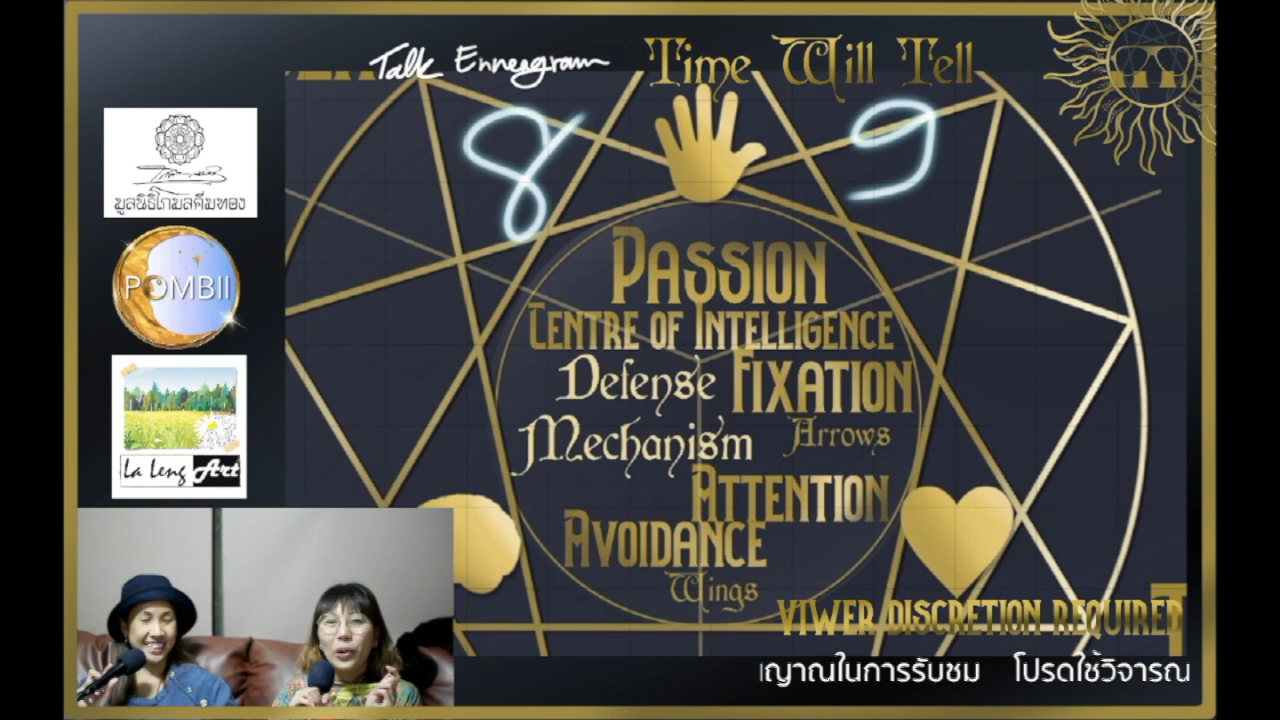 Talk Enneagram Time Will Tell
8 9
มูลนิธิโกมลคีมทอง
POMBII
La Leng Art
PASSION
CENTRE OF INTELLIGENCE
Defense FIXATION
Mechanism Arrows
ATTENTION
AVOIDANCE
Wings
VIWER DISCRETION REQUIRED
ญาณในการรับชม โปรดใช้วิจารณ